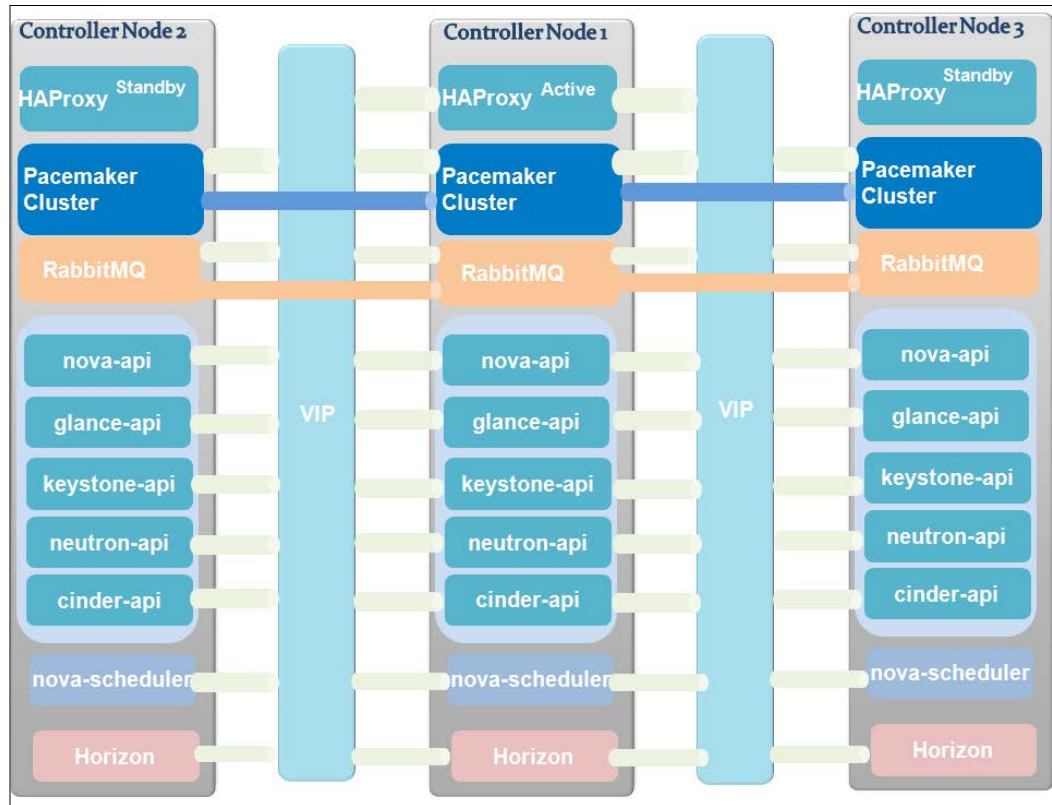 Controller Node 2
HAProxy Standby
Pacemaker
Cluster
RabbitMQ
nova-api
glance-api
keystone-api
neutron-api
cinder-api
nova-scheduler
Horizon
VIP
Controller Node 1
HAProxy Active
Pacemaker
Cluster
RabbitMQ
nova-api
glance-api
keystone-api
neutron-api
cinder-api
nova-scheduler
Horizon
VIP
Controller Node 3
HAProxy Standby
Pacemaker
Cluster
RabbitMQ
nova-api
glance-api
keystone-api
neutron-api
cinder-api
nova-scheduler
Horizon